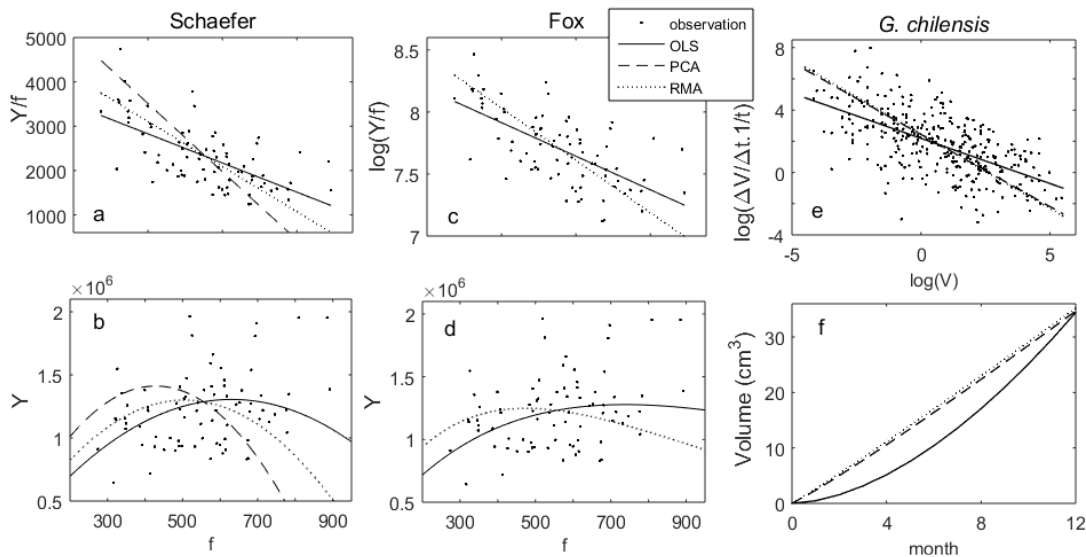 Schaefer
Fox
G. chilensis
observation
OLS
PCA
RMA
5000
4000
3000
2000
1000
Y/f
a
8.5
8
7.5
7
log(Y/f)
c
8
4
0
-4
log(ΔV/Δt.1/t)
e
-5
0
5
log(V)
×10⁶
2
1.5
1
0.5
Y
b
300
500
700
900
f
×10⁶
2
1.5
1
0.5
Y
d
300
500
700
900
f
30
20
10
0
Volume (cm³)
f
0
4
8
12
month